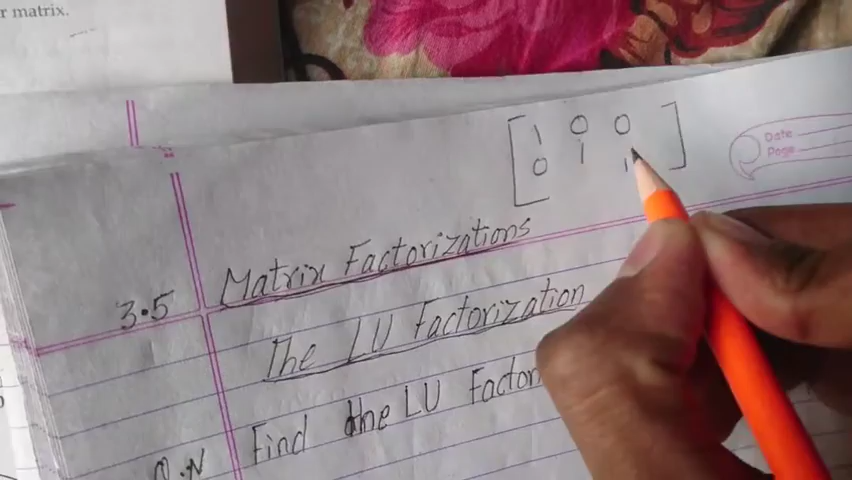 r matrix.
1 0 0
0 1 1
Date
Page
3.5 Matrix Factorizations
The LU Factorization
Q.N Find the LU Factor